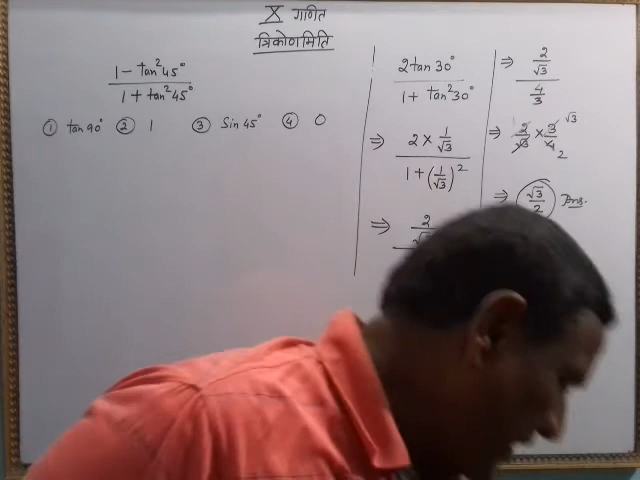 X गणित
त्रिकोणमिति
1 - tan²45°
1 + tan²45°
① tan 90° ② 1 ③ Sin 45° ④ 0
2 tan 30°
1 + tan²30°
⇒ 2 × 1/√3
1 + (1/√3)²
⇒ 2
⇒ 2/√3
4/3
⇒ 2/√3 × 3/4 √3 2
⇒ √3/2 Ans.